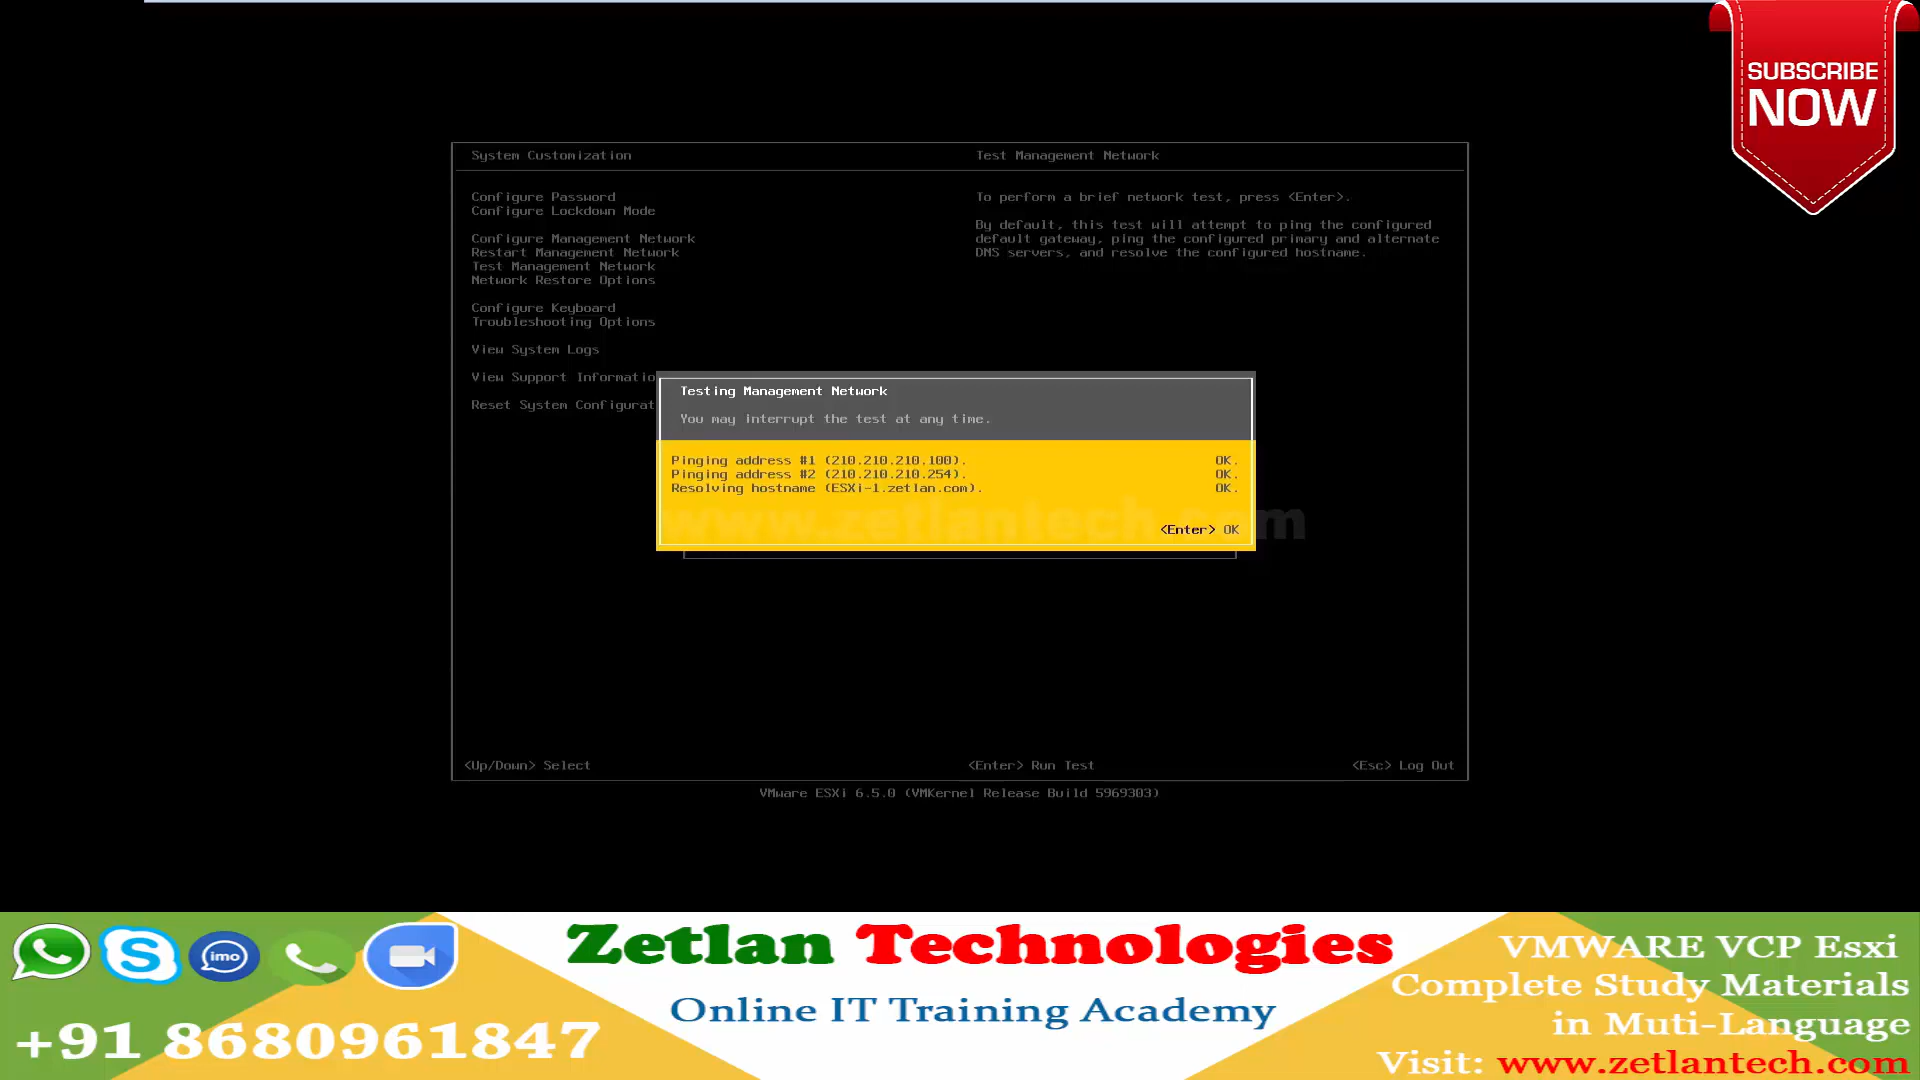 SUBSCRIBE
NOW
System Customization
Test Management Network
Configure Password
Configure Lockdown Mode
Configure Management Network
Restart Management Network
Test Management Network
Network Restore Options
Configure Keyboard
Troubleshooting Options
View System Logs
View Support Informatio
Reset System Configurat
To perform a brief network test, press <Enter>.
By default, this test will attempt to ping the configured
default gateway, ping the configured primary and alternate
DNS servers, and resolve the configured hostname.
Testing Management Network
You may interrupt the test at any time.
Pinging address #1 (210.210.210.100). OK.
Pinging address #2 (210.210.210.254). OK.
Resolving hostname (ESXi-1.zetlan.com). OK.
www.zetlantech.com
<Enter> OK
<Up/Down> Select
<Enter> Run Test
<Esc> Log Out
VMware ESXi 6.5.0 (VMKernel Release Build 5969303)
imo
+91 8680961847
Zetlan Technologies
Online IT Training Academy
VMWARE VCP Esxi
Complete Study Materials
in Muti-Language
Visit: www.zetlantech.com